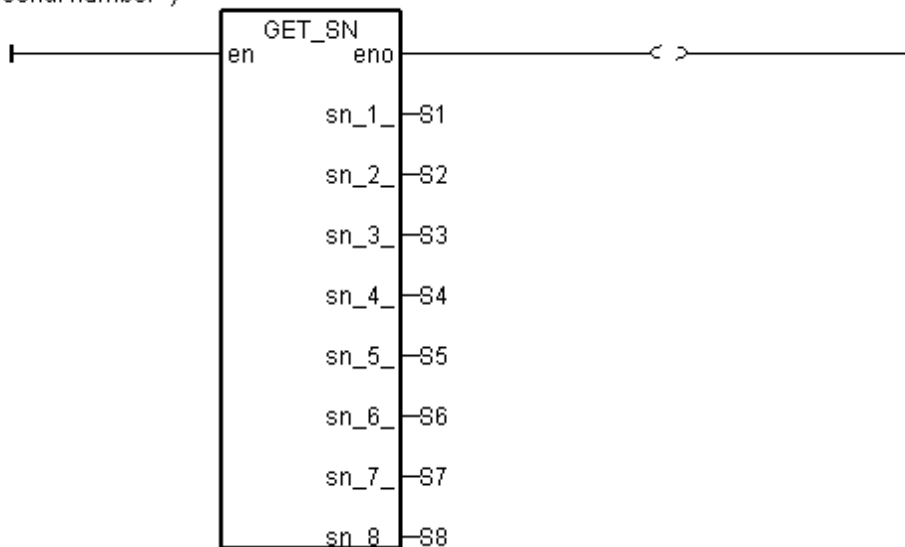 GET_SN
en eno
sn_1_ S1
sn_2_ S2
sn_3_ S3
sn_4_ S4
sn_5_ S5
sn_6_ S6
sn_7_ S7
sn_8_ S8